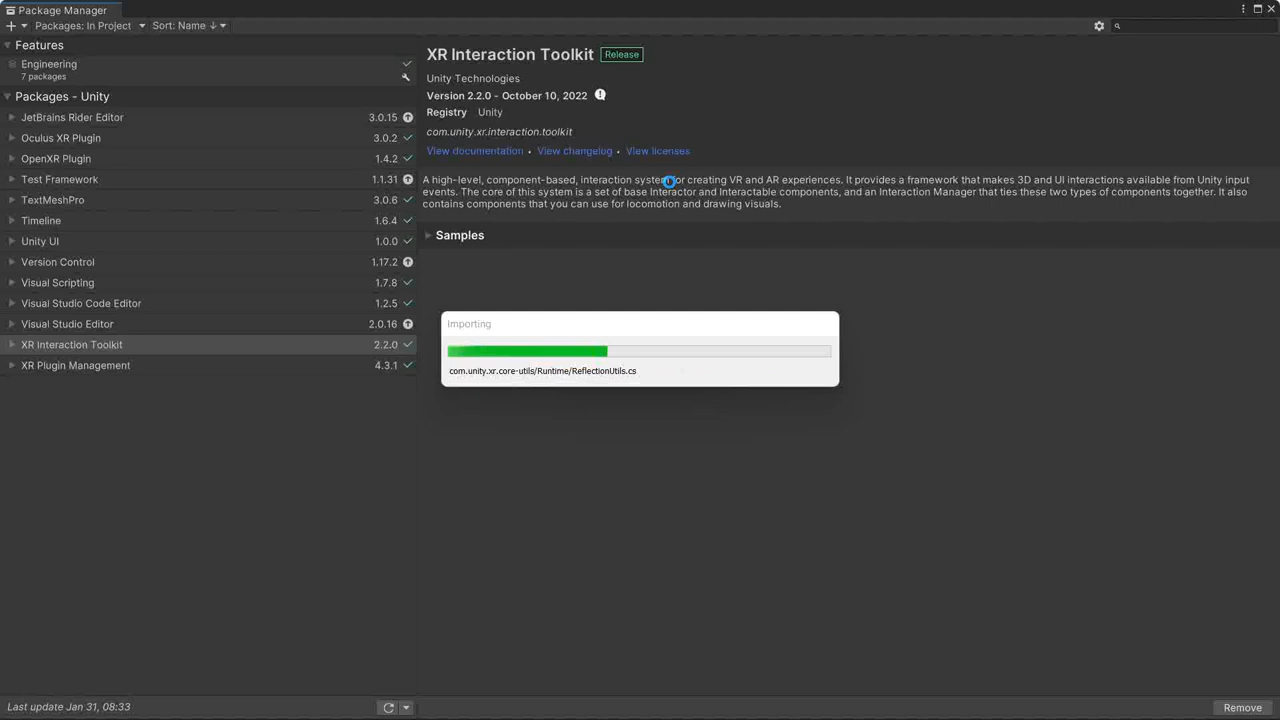 Package Manager
Packages: In Project Sort: Name ↓
Features
Engineering
7 packages
Packages - Unity
JetBrains Rider Editor 3.0.15
Oculus XR Plugin 3.0.2
OpenXR Plugin 1.4.2
Test Framework 1.1.31
TextMeshPro 3.0.6
Timeline 1.6.4
Unity UI 1.0.0
Version Control 1.17.2
Visual Scripting 1.7.8
Visual Studio Code Editor 1.2.5
Visual Studio Editor 2.0.16
XR Interaction Toolkit 2.2.0
XR Plugin Management 4.3.1
Last update Jan 31, 08:33
XR Interaction Toolkit Release
Unity Technologies
Version 2.2.0 - October 10, 2022
Registry Unity
com.unity.xr.interaction.toolkit
View documentation • View changelog • View licenses
A high-level, component-based, interaction system for creating VR and AR experiences. It provides a framework that makes 3D and UI interactions available from Unity input
events. The core of this system is a set of base Interactor and Interactable components, and an Interaction Manager that ties these two types of components together. It also
contains components that you can use for locomotion and drawing visuals.
Samples
Importing
com.unity.xr.core-utils/Runtime/ReflectionUtils.cs
Remove